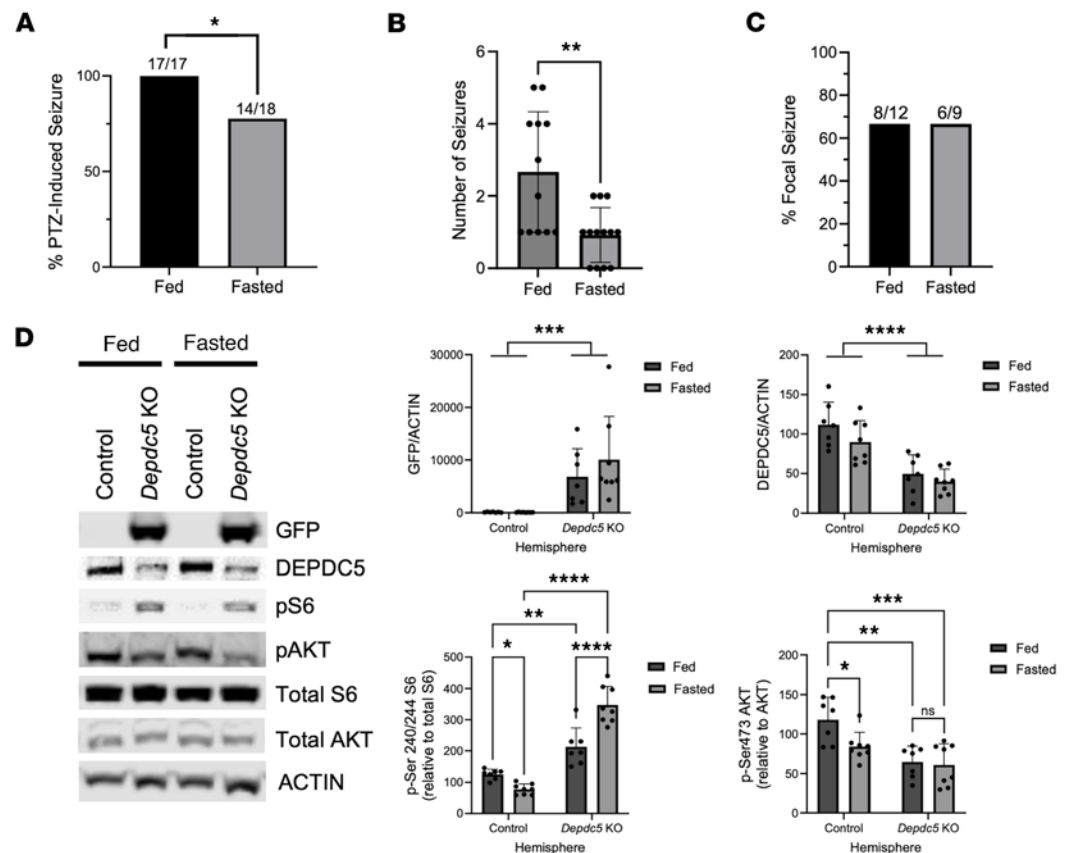 A
*
17/17
14/18
100
50
0
% PTZ-Induced Seizure
Fed
Fasted
B
**
6
4
2
0
Number of Seizures
Fed
Fasted
C
100
80
60
40
20
0
% Focal Seizure
8/12
6/9
Fed
Fasted
D
Fed
Fasted
Control
Depdc5 KO
Control
Depdc5 KO
GFP
DEPDC5
pS6
pAKT
Total S6
Total AKT
ACTIN
***
30000
20000
10000
0
GFP/ACTIN
Fed
Fasted
Control
Depdc5 KO
Hemisphere
****
200
150
100
50
0
DEPDC5/ACTIN
Fed
Fasted
Control
Depdc5 KO
Hemisphere
****
**
*
****
500
400
300
200
100
0
p-Ser 240/244 S6
(relative to total S6)
Fed
Fasted
Control
Depdc5 KO
Hemisphere
***
**
*
ns
200
150
100
50
0
p-Ser473 AKT
(relative to AKT)
Fed
Fasted
Control
Depdc5 KO
Hemisphere